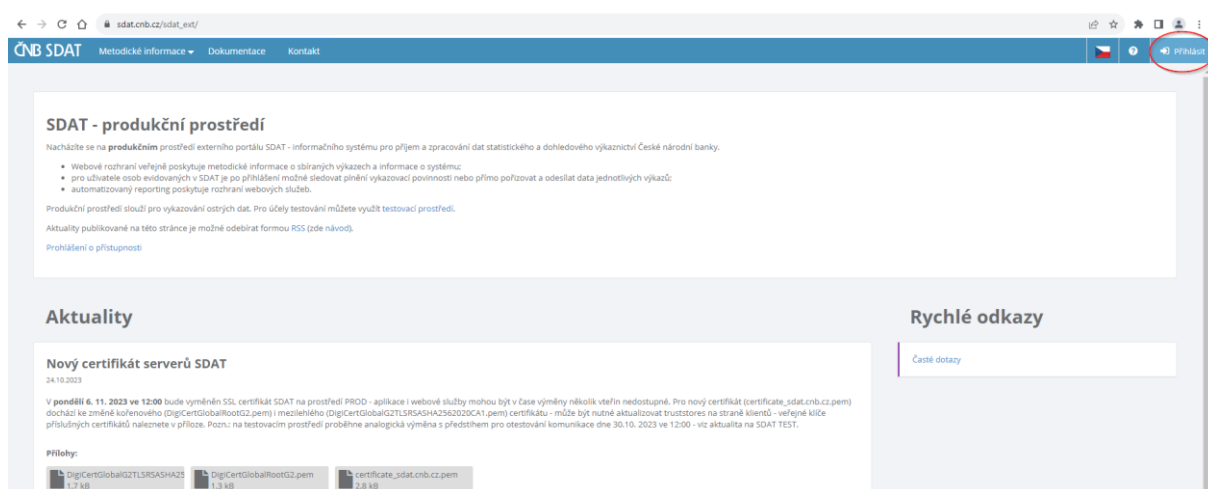 sdat.cnb.cz/sdat_ext/
ČNB SDAT Metodické informace Dokumentace Kontakt Přihlásit
SDAT - produkční prostředí
Nacházíte se na produkčním prostředí externího portálu SDAT - informačního systému pro příjem a zpracování dat statistického a dohledového výkaznictví České národní banky.
Webové rozhraní veřejně poskytuje metodické informace o sbíraných výkazech a informace o systému;
pro uživatele osob evidovaných v SDAT je po přihlášení možné sledovat plnění vykazovací povinnosti nebo přímo pořizovat a odesílat data jednotlivých výkazů;
automatizovaný reporting poskytuje rozhraní webových služeb.
Produkční prostředí slouží pro vykazování ostrých dat. Pro účely testování můžete využít testovací prostředí.
Aktuality publikované na této stránce je možné odebírat formou RSS (zde návod).
Prohlášení o přístupnosti
Aktuality
Rychlé odkazy
Nový certifikát serverů SDAT
Časté dotazy
24.10.2023
V pondělí 6. 11. 2023 ve 12:00 bude vyměněn SSL certifikát SDAT na prostředí PROD - aplikace i webové služby mohou být v čase výměny několik vteřin nedostupné. Pro nový certifikát (certificate_sdat.cnb.cz.pem)
dochází ke změně kořenového (DigiCertGlobalRootG2.pem) i mezilehlého (DigiCertGlobalG2TLSRSASHA2562020CA1.pem) certifikátu - může být nutné aktualizovat truststores na straně klientů - veřejné klíče
příslušných certifikátů naleznete v příloze. Pozn.: na testovacím prostředí proběhne analogická výměna s předstihem pro otestování komunikace dne 30.10. 2023 ve 12:00 - viz aktualita na SDAT TEST.
Přílohy:
DigiCertGlobalG2TLSRSASHA25 DigiCertGlobalRootG2.pem certificate_sdat.cnb.cz.pem
1.7 kB 1.3 kB 2.8 kB